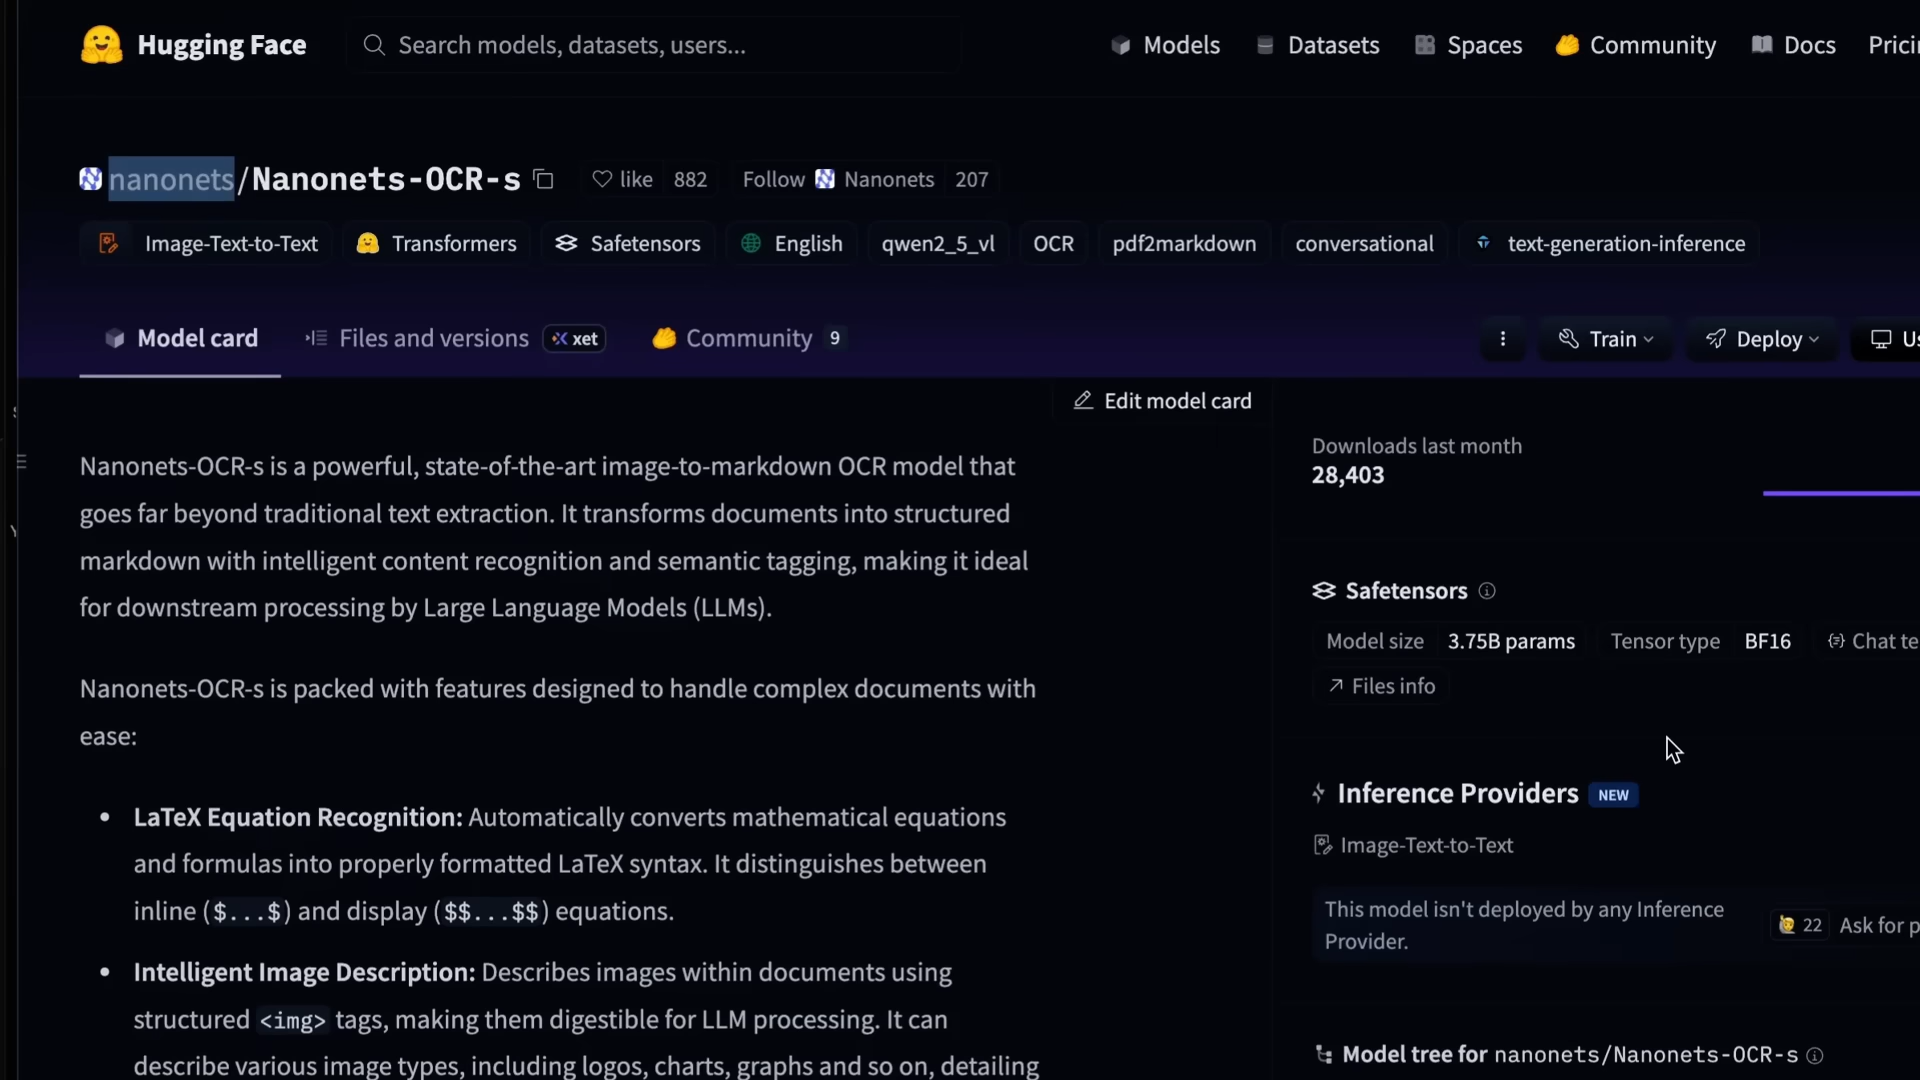 Hugging Face
Search models, datasets, users...
Models
Datasets
Spaces
Community
Docs
nanonets/Nanonets-OCR-s
like 882
Follow Nanonets 207
Image-Text-to-Text
Transformers
Safetensors
English
qwen2_5_vl
OCR
pdf2markdown
conversational
text-generation-inference
Model card
Files and versions
xet
Community 9
Train
Deploy
Edit model card
Nanonets-OCR-s is a powerful, state-of-the-art image-to-markdown OCR model that
goes far beyond traditional text extraction. It transforms documents into structured
markdown with intelligent content recognition and semantic tagging, making it ideal
for downstream processing by Large Language Models (LLMs).
Nanonets-OCR-s is packed with features designed to handle complex documents with
ease:
• LaTeX Equation Recognition: Automatically converts mathematical equations
and formulas into properly formatted LaTeX syntax. It distinguishes between
inline ($...$) and display ($$...$$) equations.
• Intelligent Image Description: Describes images within documents using
structured <img> tags, making them digestible for LLM processing. It can
describe various image types, including logos, charts, graphs and so on, detailing
Downloads last month
28,403
Safetensors
Model size 3.75B params
Tensor type BF16
Chat
Files info
Inference Providers NEW
Image-Text-to-Text
This model isn't deployed by any Inference
Provider.
22 Ask for
Model tree for nanonets/Nanonets-OCR-s